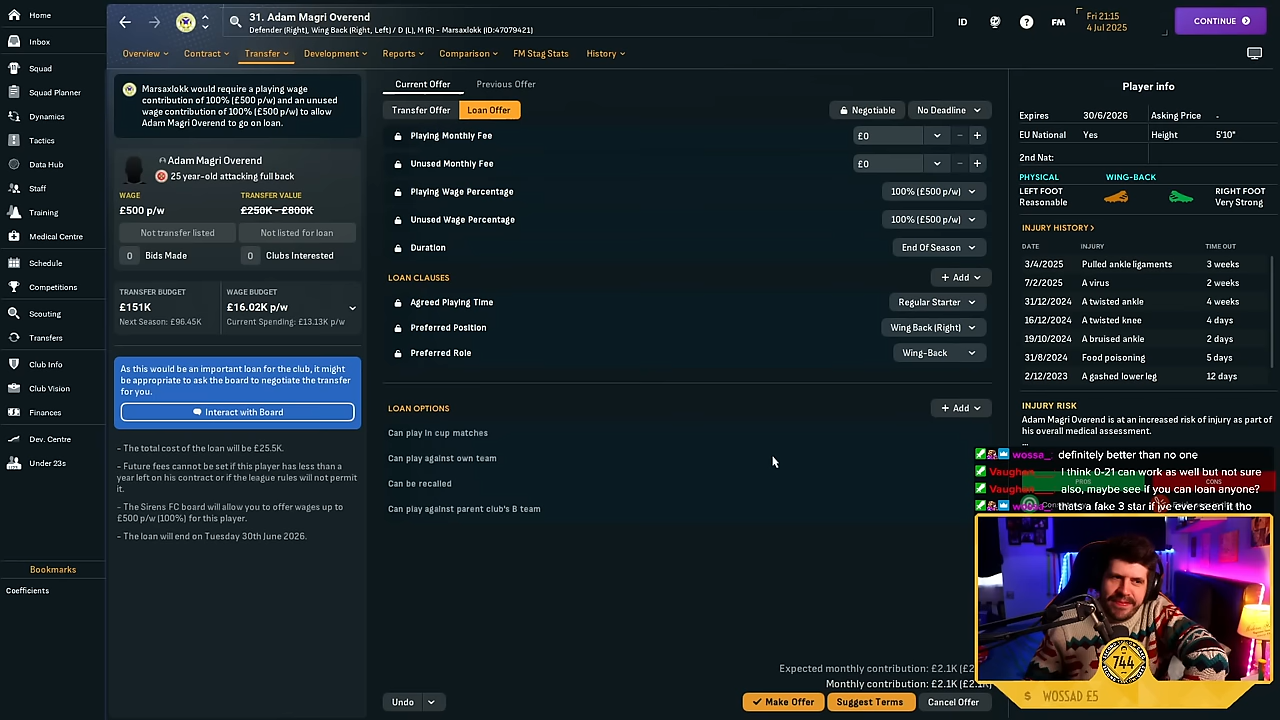 Home
Inbox
Squad
Squad Planner
Dynamics
Tactics
Data Hub
Staff
Training
Medical Centre
Schedule
Competitions
Scouting
Transfers
Club Info
Club Vision
Finances
Dev. Centre
Under 23s
Bookmarks
Coefficients
31. Adam Magri Overend
Defender (Right), Wing Back (Right, Left) / D (L), M (R) - Marsaxlokk (ID:47079421)
ID
FM
Fri 21:15
4 Jul 2025
CONTINUE
Overview
Contract
Transfer
Development
Reports
Comparison
FM Stag Stats
History
Marsaxlokk would require a playing wage
contribution of 100% (£500 p/w) and an unused
wage contribution of 100% (£500 p/w) to allow
Adam Magri Overend to go on loan.
Adam Magri Overend
25 year-old attacking full back
WAGE TRANSFER VALUE
£500 p/w £250K - £800K
Not transfer listed Not listed for loan
0 Bids Made 0 Clubs Interested
TRANSFER BUDGET WAGE BUDGET
£151K £16.02K p/w
Next Season: £96.45K Current Spending: £13.13K p/w
As this would be an important loan for the club, it might
be appropriate to ask the board to negotiate the transfer
for you.
Interact with Board
- The total cost of the loan will be £25.5K.
- Future fees cannot be set if this player has less than a
year left on his contract or if the league rules will not permit
it.
- The Sirens FC board will allow you to offer wages up to
£500 p/w (100%) for this player.
- The loan will end on Tuesday 30th June 2026.
Current Offer Previous Offer
Transfer Offer Loan Offer Negotiable No Deadline
Playing Monthly Fee £0
Unused Monthly Fee £0
Playing Wage Percentage 100% (£500 p/w)
Unused Wage Percentage 100% (£500 p/w)
Duration End Of Season
LOAN CLAUSES + Add
Agreed Playing Time Regular Starter
Preferred Position Wing Back (Right)
Preferred Role Wing-Back
LOAN OPTIONS + Add
Can play in cup matches
Can play against own team
Can be recalled
Can play against parent club's B team
Expected monthly contribution: £2.1K (£2
Monthly contribution: £2.1K (£2.1K)
Undo Make Offer Suggest Terms Cancel Offer
Player info
Expires 30/6/2026 Asking Price -
EU National Yes Height 5'10"
2nd Nat:
PHYSICAL WING-BACK
LEFT FOOT RIGHT FOOT
Reasonable Very Strong
INJURY HISTORY >
DATE INJURY TIME OUT
3/4/2025 Pulled ankle ligaments 3 weeks
7/2/2025 A virus 2 weeks
31/12/2024 A twisted ankle 4 weeks
16/12/2024 A twisted knee 4 days
19/10/2024 A bruised ankle 2 days
31/8/2024 Food poisoning 5 days
2/12/2023 A gashed lower leg 12 days
INJURY RISK
Adam Magri Overend is at an increased risk of injury as part of
his overall medical assessment.
wossa_: definitely better than no one
I think 0-21 can work as well but not sure
also, maybe see if you can loan anyone?
wossa_: thats a fake 3 star if ive ever seen it tho
PROS CONS
744
$ WOSSAD £5